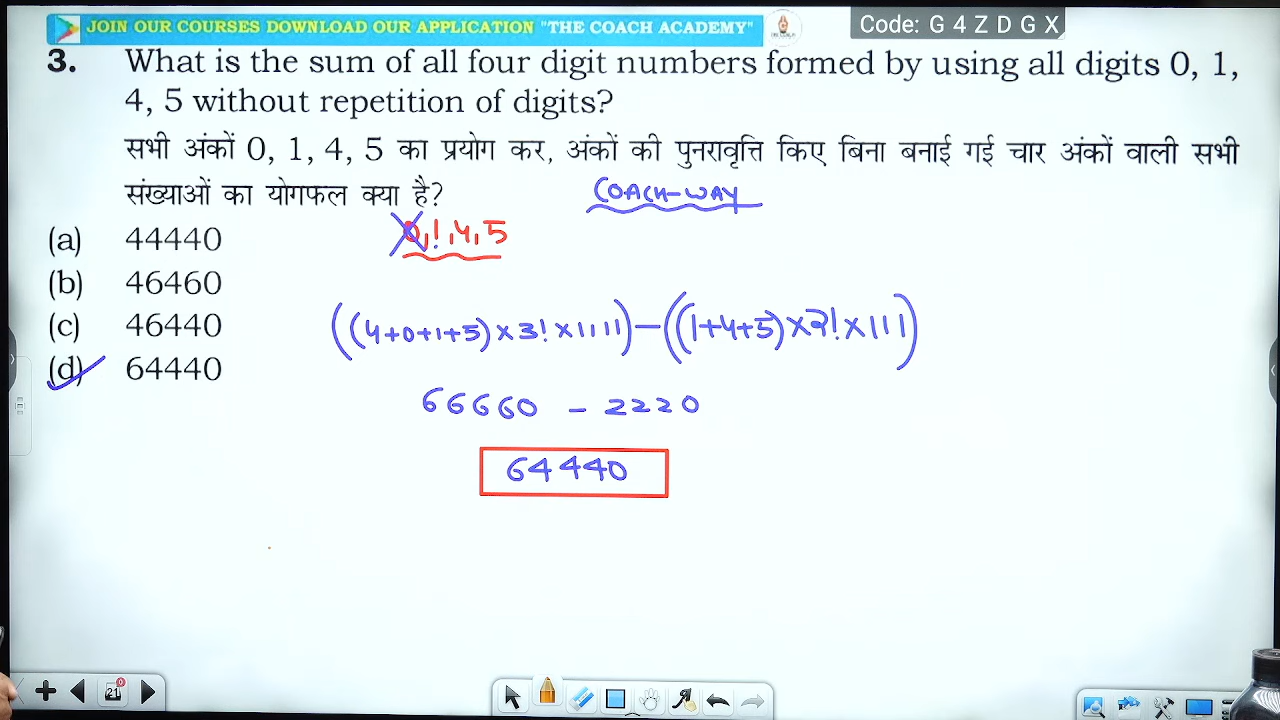 JOIN OUR COURSES DOWNLOAD OUR APPLICATION "THE COACH ACADEMY"
Code: G 4 Z D G X
3. What is the sum of all four digit numbers formed by using all digits 0, 1,
4, 5 without repetition of digits?
सभी अंकों 0, 1, 4, 5 का प्रयोग कर, अंकों की पुनरावृत्ति किए बिना बनाई गई चार अंकों वाली सभी
संख्याओं का योगफल क्या है?
COACH-WAY
(a) 44440
0,1,4,5
(b) 46460
(c) 46440
((4+0+1+5)×3!×1111)-((1+4+5)×2!×111)
(d) 64440
66660 - 2220
64440
21